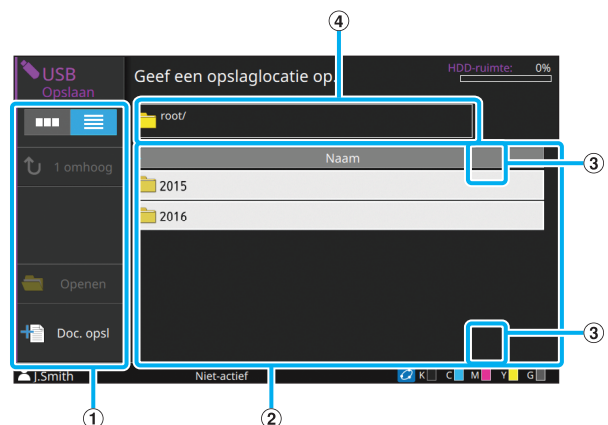 ④
USB
Opslaan
Geef een opslaglocatie op.
HDD-ruimte: 0%
root/
Naam
③
1 omhoog
2015
2016
Openen
Doc. opsl
③
J.Smith
Niet-actief
K C M Y G
① ②